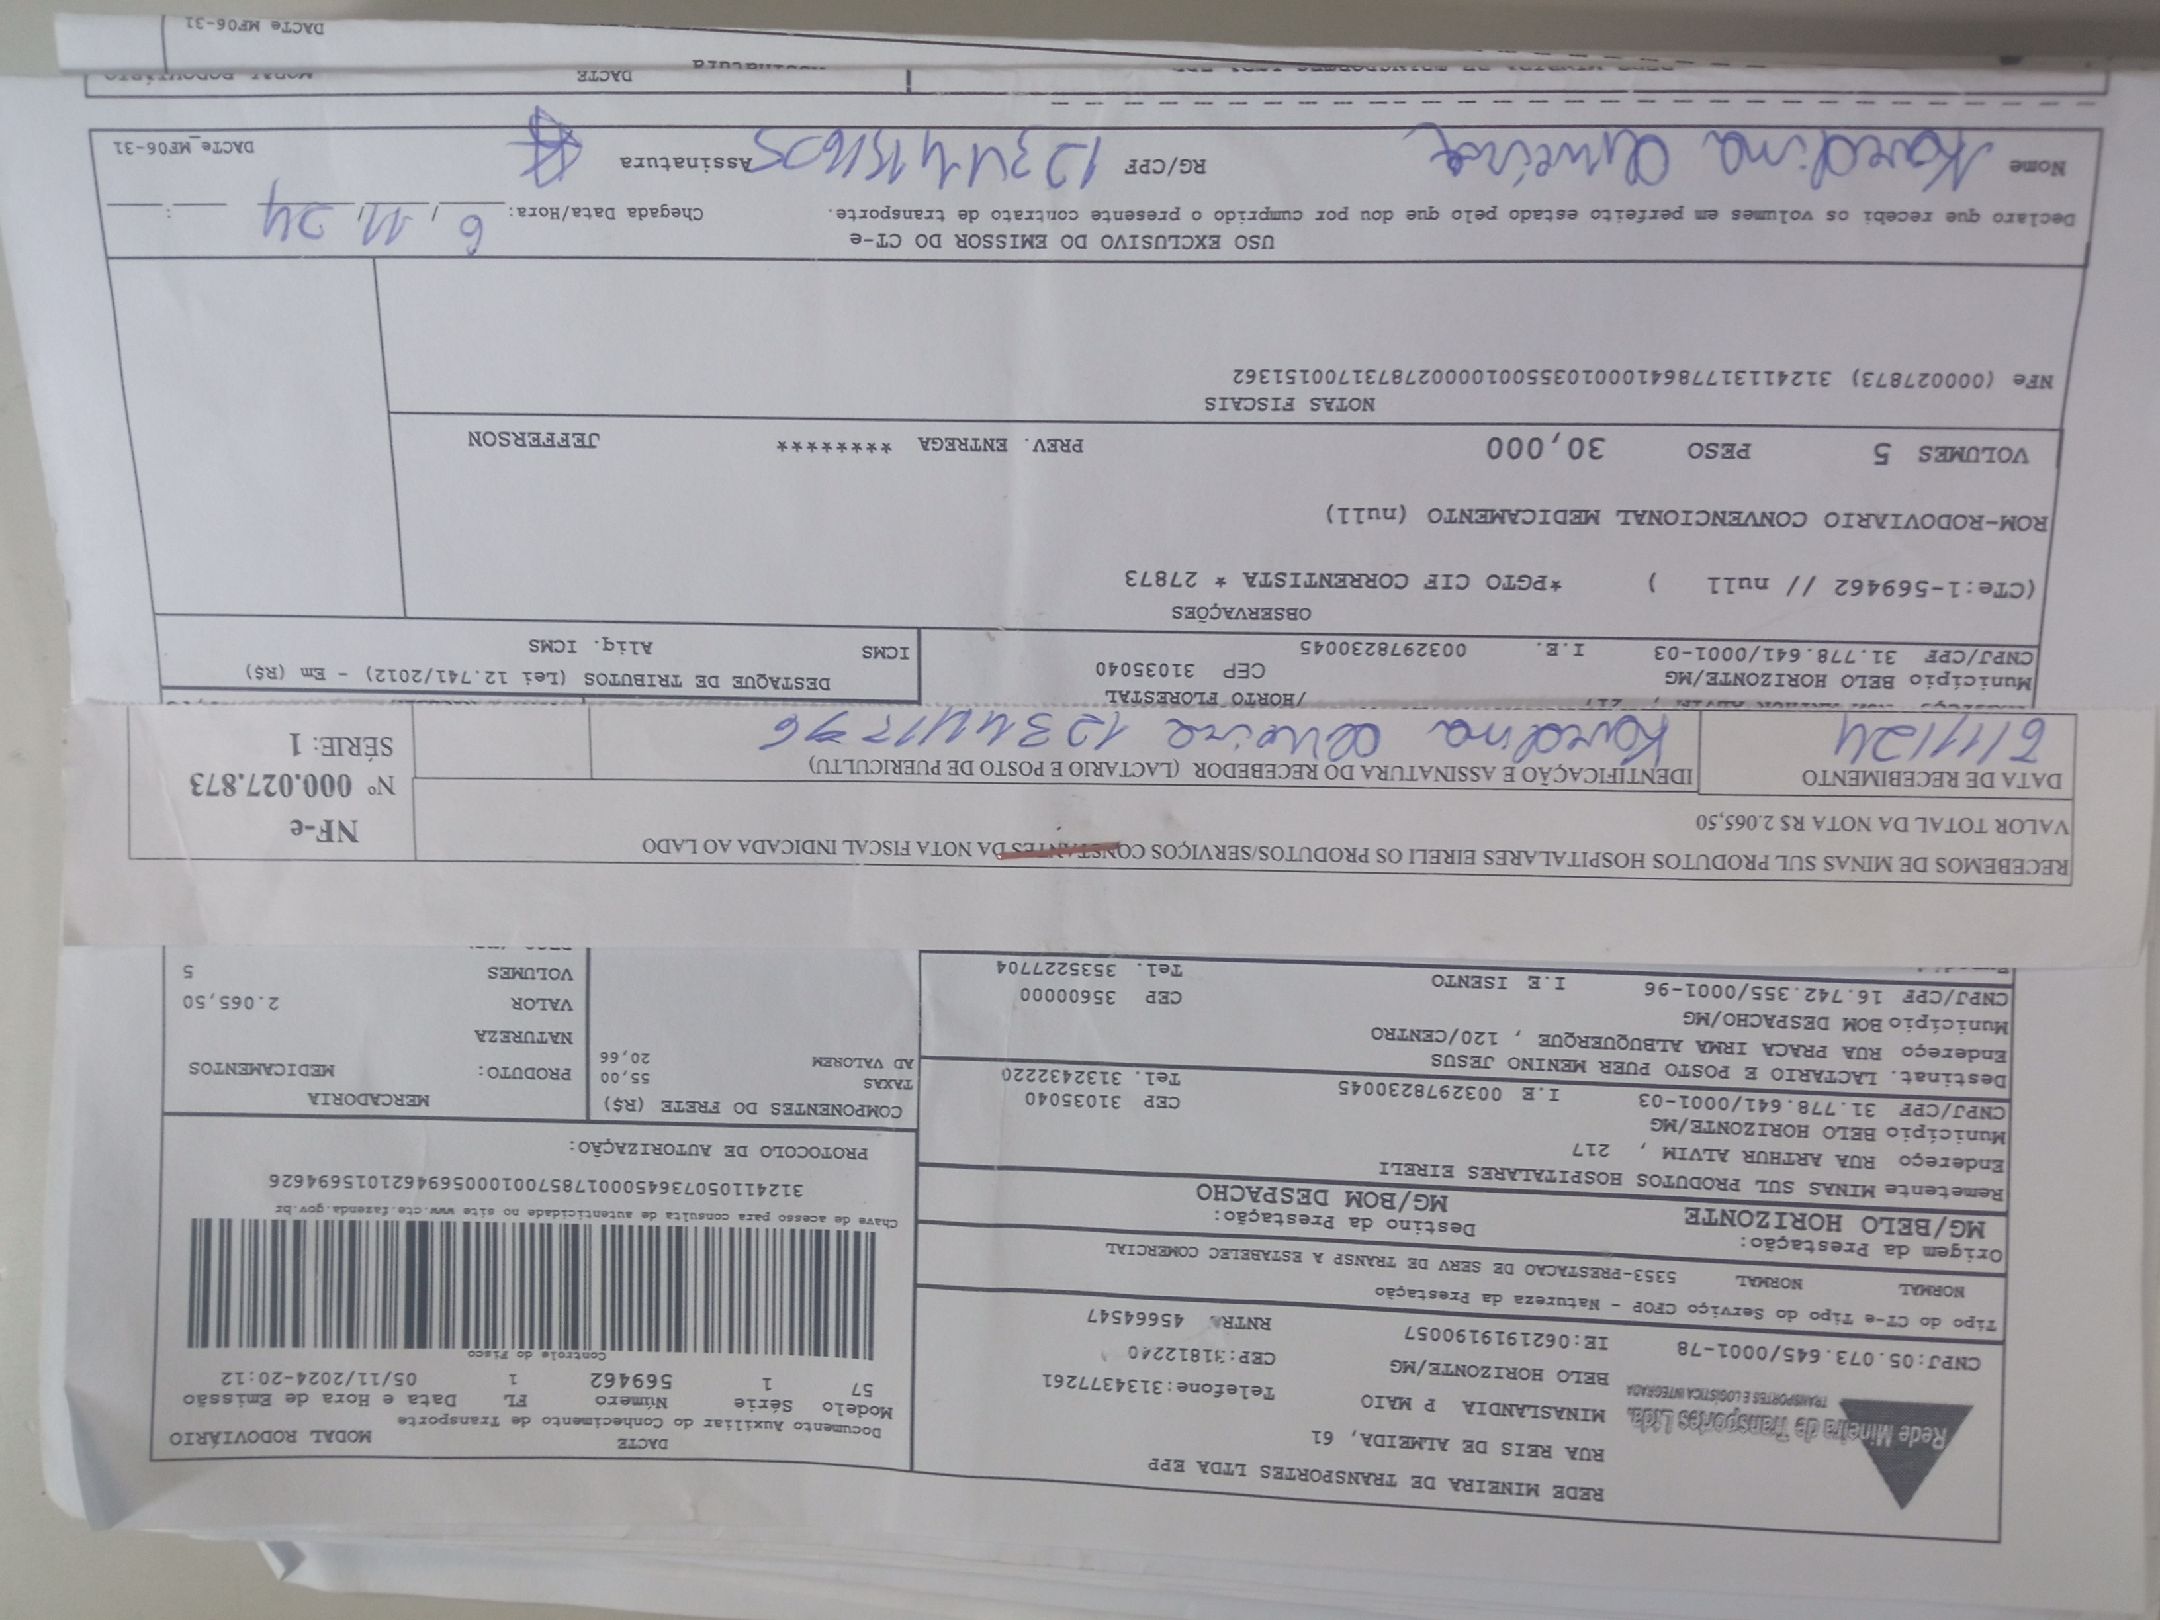 REDE MINEIRA DE TRANSPORTES LTDA EPP
RUA REIS DE ALMEIDA, 61
MINASLANDIA P MAIO Telefone:3134377261
BELO HORIZONTE/MG CEP:31812240
Rede Mineira de Transportes Ltda.
TRANSPORTES E LOGÍSTICA INTEGRADA
CNPJ:05.073.645/0001-78 IE:0621919190057 RNTRA 45664547
Tipo do CT-e Tipo do Serviço CFOP - Natureza da Prestação
NORMAL NORMAL 5353-PRESTACAO DE SERV DE TRANSP A ESTABELEC COMERCIAL
Origem da Prestação: Destino da Prestação:
MG/BELO HORIZONTE MG/BOM DESPACHO
Remetente MINAS SUL PRODUTOS HOSPITALARES EIRELI
Endereço RUA ARTHUR ALVIM , 217
Município BELO HORIZONTE/MG CEP 31035040
CNPJ/CPF 31.778.641/0001-03 I.E 0032978230045 Tel. 3132432220
Destinat. LACTARIO E POSTO PUER MENINO JESUS
Endereço RUA PRACA IRMA ALBUQUERQUE , 120/CENTRO
Município BOM DESPACHO/MG CEP 35600000
CNPJ/CPF 16.742.355/0001-96 I.E ISENTO Tel. 3535227704
DACTE MODAL RODOVIÁRIO
Documento Auxiliar do Conhecimento de Transporte
Modelo Série Número FL Data e Hora de Emissão
57 1 569462 1 05/11/2024-20:12
Controle do Fisco
Chave de acesso para consulta de autenticidade no site www.cte.fazenda.gov.br
31241105073645000178570010005694621015694626
PROTOCOLO DE AUTORIZAÇÃO:
COMPONENTES DO FRETE (R$)
TAXAS 55,00
AD VALOREM 20,66
MERCADORIA
PRODUTO: MEDICAMENTOS
NATUREZA
VALOR 2.065,50
VOLUMES 5
RECEBEMOS DE MINAS SUL PRODUTOS HOSPITALARES EIRELI OS PRODUTOS/SERVIÇOS CONSTANTES DA NOTA FISCAL INDICADA AO LADO
VALOR TOTAL DA NOTA R$ 2.065,50
DATA DE RECEBIMENTO
6/11/24
IDENTIFICAÇÃO E ASSINATURA DO RECEBEDOR (LACTARIO E POSTO DE PUERICULTU)
NF-e
Nº 000.027.873
SÉRIE: 1
/HORTO FLORESTAL
Município BELO HORIZONTE/MG CEP 31035040
CNPJ/CPF 31.778.641/0001-03 I.E. 0032978230045
DESTAQUE DE TRIBUTOS (Lei 12.741/2012) - Em (R$)
ICMS Aliq. ICMS
OBSERVAÇÕES
(CTe:1-569462 // null ) *PGTO CIF CORRENTISTA * 27873
ROM-RODOVIARIO CONVENCIONAL MEDICAMENTO (null)
VOLUMES 5 PESO 30,000 PREV. ENTREGA ******** JEFFERSON
NOTAS FISCAIS
NFe (000027873) 31241131778641000103550010000278731700151362
USO EXCLUSIVO DO EMISSOR DO CT-e
Declaro que recebi os volumes em perfeito estado pelo que dou por cumprido o presente contrato de transporte.
Chegada Data/Hora: 6 / 11 / 24 :
Nome RG/CPF Assinatura
DACTe MF06-31
DACTE
DACTe MF06-31